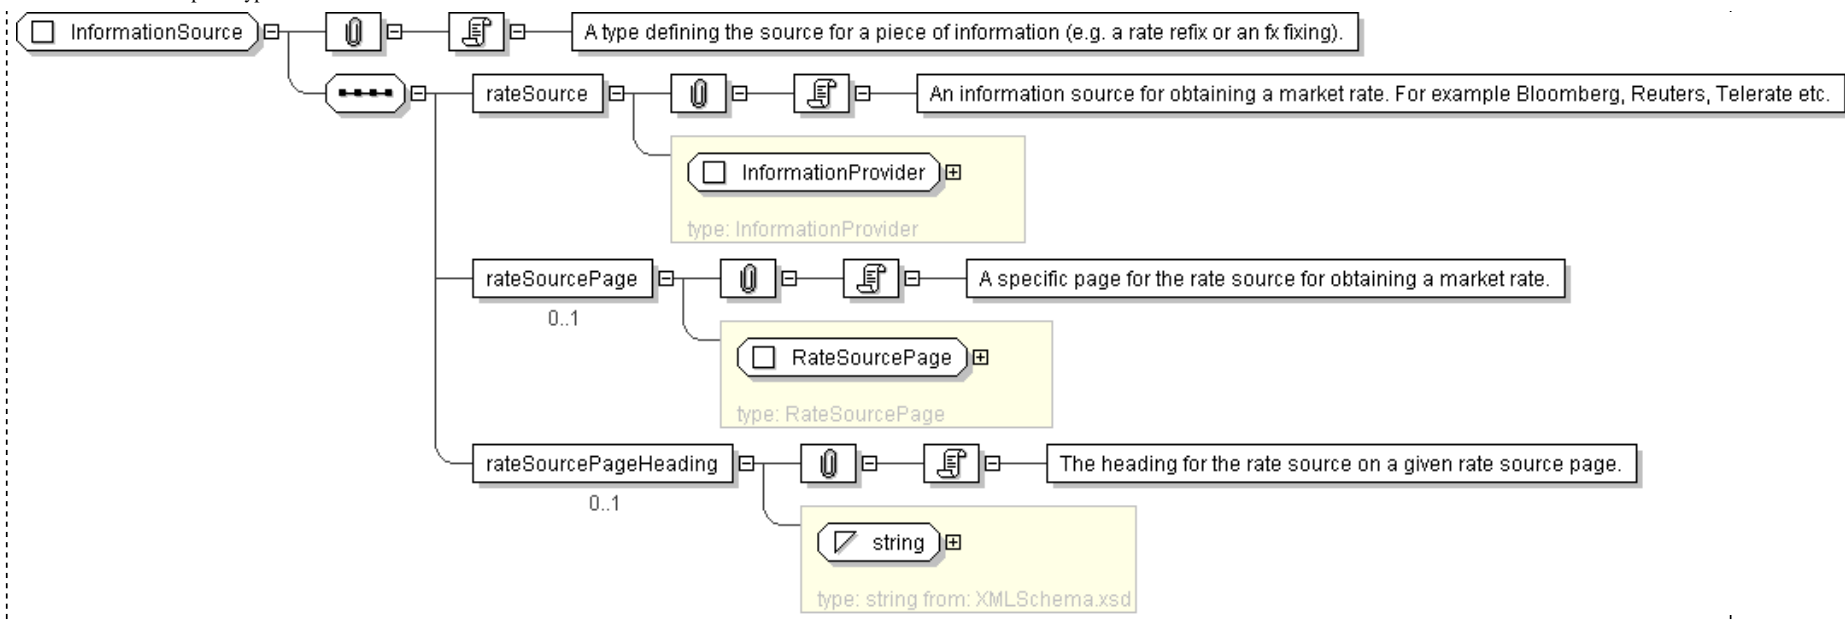 InformationSource
A type defining the source for a piece of information (e.g. a rate refix or an fx fixing).
rateSource
An information source for obtaining a market rate. For example Bloomberg, Reuters, Telerate etc.
InformationProvider
type: InformationProvider
rateSourcePage
A specific page for the rate source for obtaining a market rate.
0..1
RateSourcePage
type: RateSourcePage
rateSourcePageHeading
The heading for the rate source on a given rate source page.
0..1
string
type: string from: XMLSchema.xsd